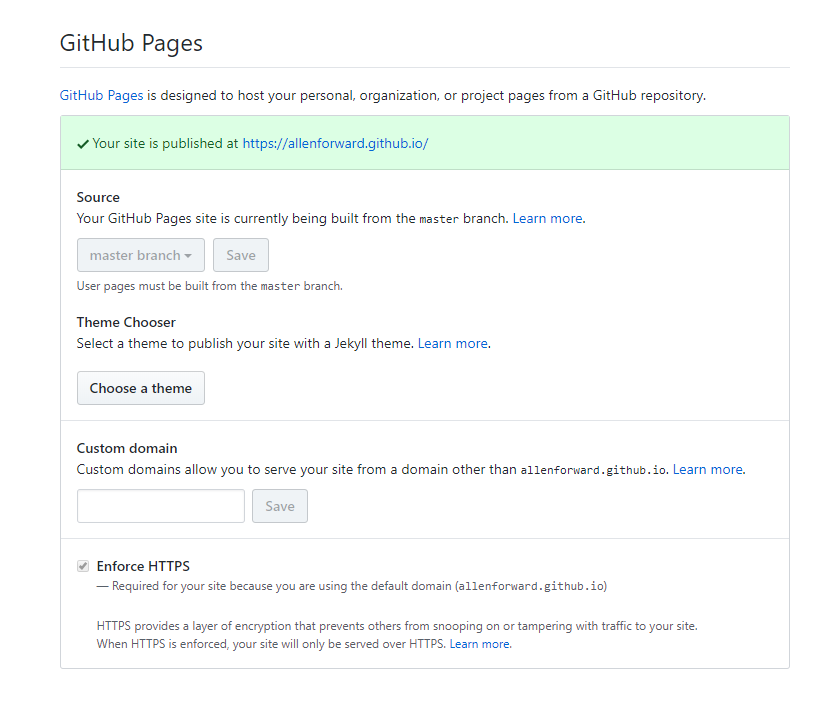 GitHub Pages
GitHub Pages is designed to host your personal, organization, or project pages from a GitHub repository.
Your site is published at https://allenforward.github.io/
Source
Your GitHub Pages site is currently being built from the master branch. Learn more.
master branch Save
User pages must be built from the master branch.
Theme Chooser
Select a theme to publish your site with a Jekyll theme. Learn more.
Choose a theme
Custom domain
Custom domains allow you to serve your site from a domain other than allenforward.github.io. Learn more.
Save
Enforce HTTPS
— Required for your site because you are using the default domain (allenforward.github.io)
HTTPS provides a layer of encryption that prevents others from snooping on or tampering with traffic to your site.
When HTTPS is enforced, your site will only be served over HTTPS. Learn more.